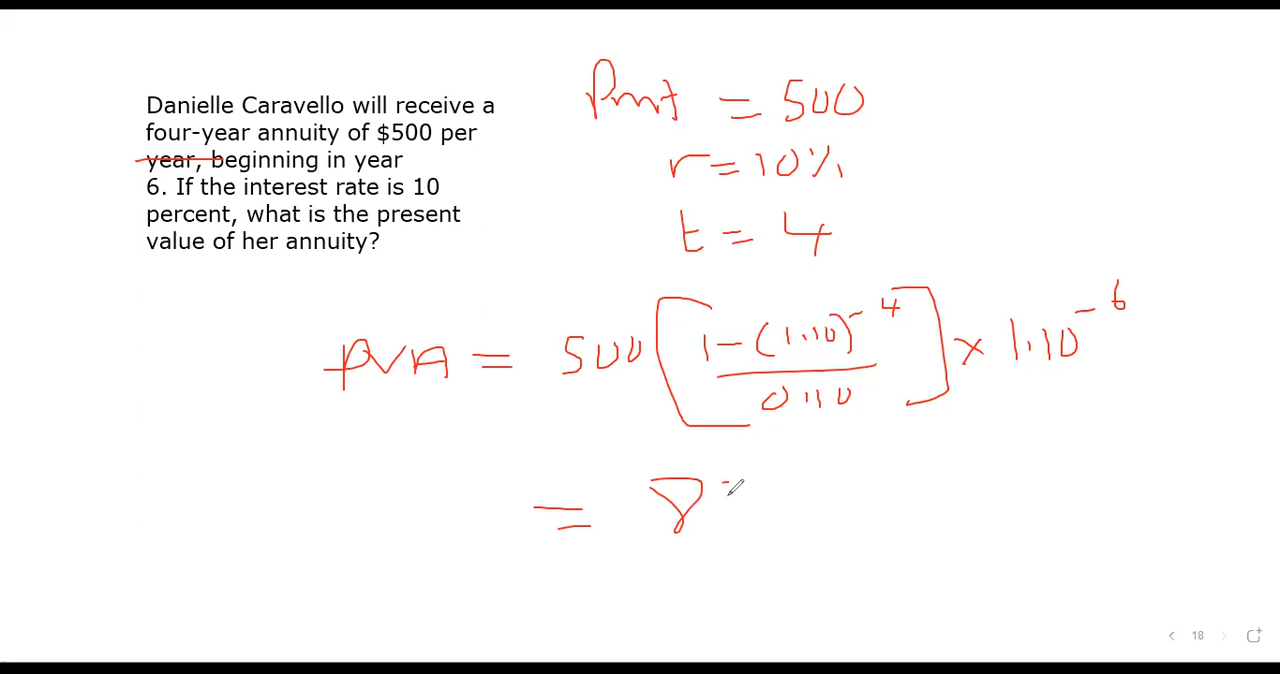 Danielle Caravello will receive a
four-year annuity of $500 per
year, beginning in year
6. If the interest rate is 10
percent, what is the present
value of her annuity?
Pmt = 500
r = 10%
t = 4
PVA = 500 [ 1 - (1.10)^-4 / 0.10 ] x 1.10^-6
= 8
18